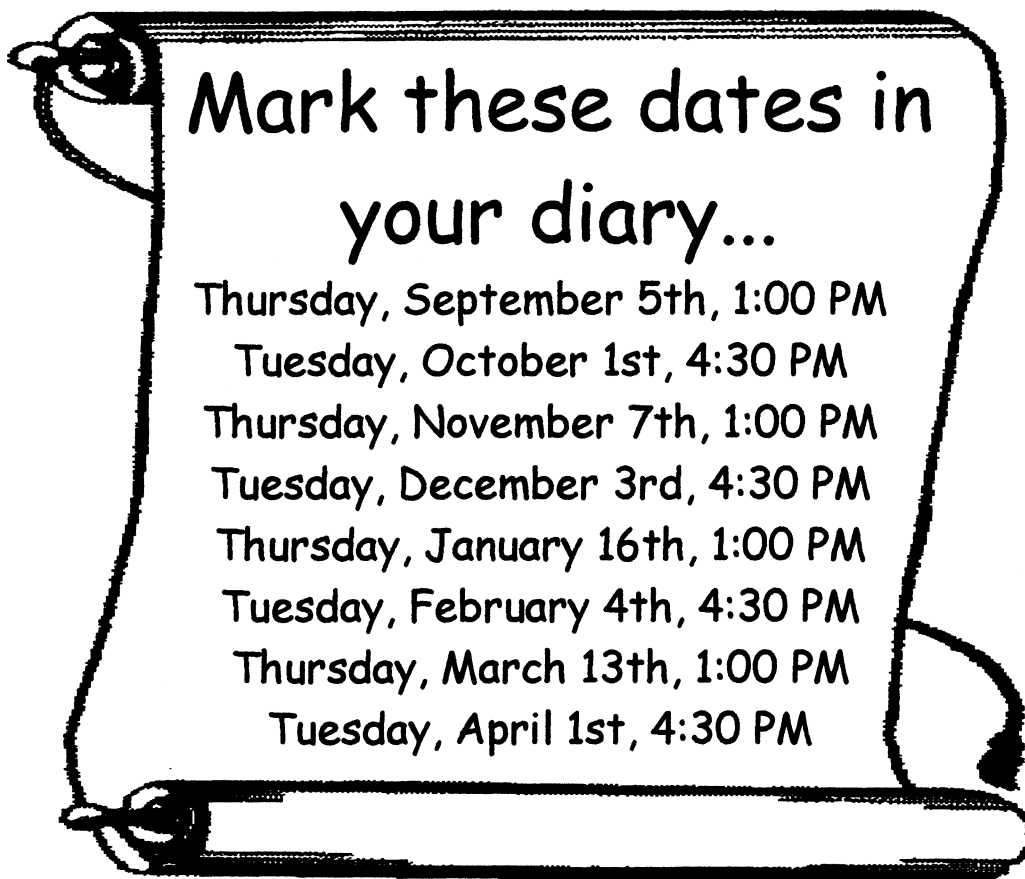 Mark these dates in
your diary...
Thursday, September 5th, 1:00 PM
Tuesday, October 1st, 4:30 PM
Thursday, November 7th, 1:00 PM
Tuesday, December 3rd, 4:30 PM
Thursday, January 16th, 1:00 PM
Tuesday, February 4th, 4:30 PM
Thursday, March 13th, 1:00 PM
Tuesday, April 1st, 4:30 PM